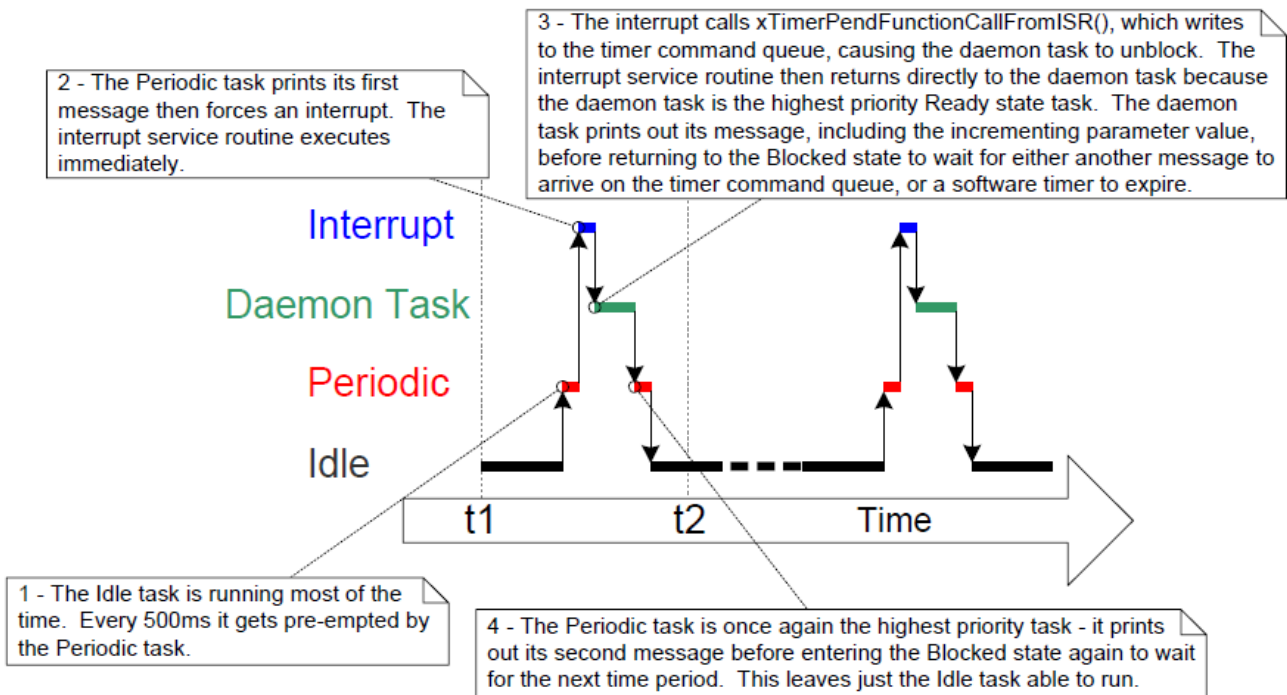 3 - The interrupt calls xTimerPendFunctionCallFromISR(), which writes
to the timer command queue, causing the daemon task to unblock. The
interrupt service routine then returns directly to the daemon task because
the daemon task is the highest priority Ready state task. The daemon
task prints out its message, including the incrementing parameter value,
before returning to the Blocked state to wait for either another message to
arrive on the timer command queue, or a software timer to expire.
2 - The Periodic task prints its first
message then forces an interrupt. The
interrupt service routine executes
immediately.
Interrupt
Daemon Task
Periodic
Idle
t1 t2 Time
1 - The Idle task is running most of the
time. Every 500ms it gets pre-empted by
the Periodic task.
4 - The Periodic task is once again the highest priority task - it prints
out its second message before entering the Blocked state again to wait
for the next time period. This leaves just the Idle task able to run.